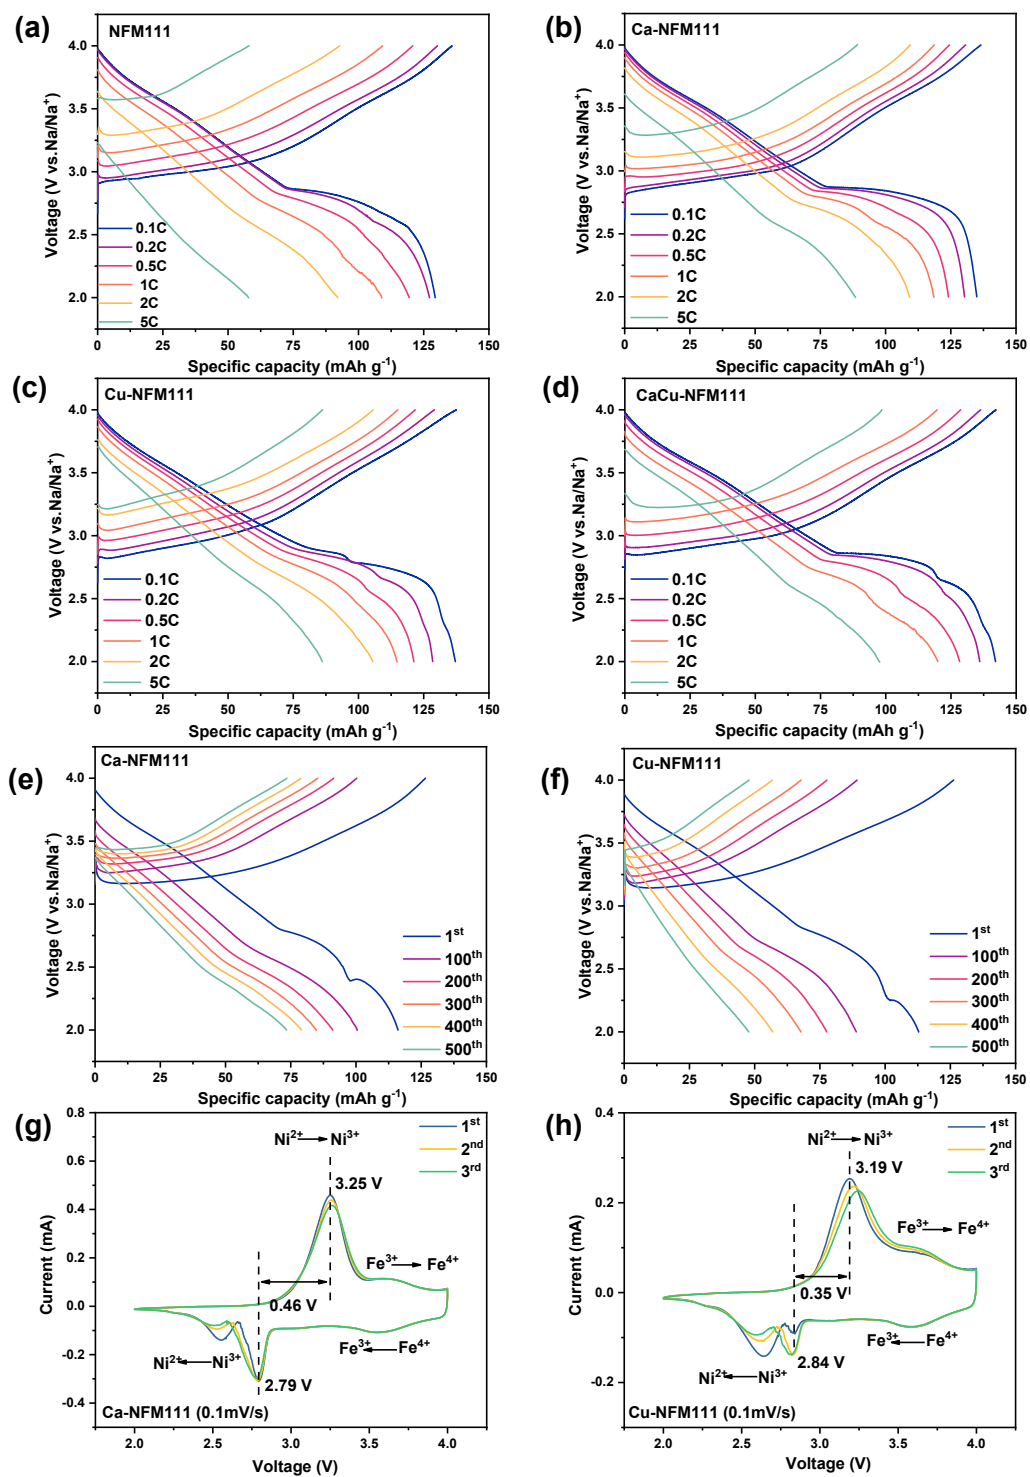 (a)
NFM111
4.0
3.5
3.0
2.5
2.0
Voltage (V vs.Na/Na⁺)
0.1C
0.2C
0.5C
1C
2C
5C
0 25 50 75 100 125 150
Specific capacity (mAh g⁻¹)
(b)
Ca-NFM111
4.0
3.5
3.0
2.5
2.0
Voltage (V vs.Na/Na⁺)
0.1C
0.2C
0.5C
1C
2C
5C
0 25 50 75 100 125 150
Specific capacity (mAh g⁻¹)
(c)
Cu-NFM111
4.0
3.5
3.0
2.5
2.0
Voltage (V vs.Na/Na⁺)
0.1C
0.2C
0.5C
1C
2C
5C
0 25 50 75 100 125 150
Specific capacity (mAh g⁻¹)
(d)
CaCu-NFM111
4.0
3.5
3.0
2.5
2.0
Voltage (V vs.Na/Na⁺)
0.1C
0.2C
0.5C
1C
2C
5C
0 25 50 75 100 125 150
Specific capacity (mAh g⁻¹)
(e)
Ca-NFM111
4.0
3.5
3.0
2.5
2.0
Voltage (V vs.Na/Na⁺)
1ˢᵗ
100ᵗʰ
200ᵗʰ
300ᵗʰ
400ᵗʰ
500ᵗʰ
0 25 50 75 100 125 150
Specific capacity (mAh g⁻¹)
(f)
Cu-NFM111
4.0
3.5
3.0
2.5
2.0
Voltage (V vs.Na/Na⁺)
1ˢᵗ
100ᵗʰ
200ᵗʰ
300ᵗʰ
400ᵗʰ
500ᵗʰ
0 25 50 75 100 125 150
Specific capacity (mAh g⁻¹)
(g)
0.8
0.6
0.4
0.2
0.0
-0.2
-0.4
Current (mA)
1ˢᵗ
2ⁿᵈ
3ʳᵈ
Ni²⁺ → Ni³⁺
3.25 V
Fe³⁺ → Fe⁴⁺
0.46 V
Fe³⁺ ← Fe⁴⁺
Ni²⁺ ← Ni³⁺
2.79 V
Ca-NFM111 (0.1mV/s)
2.0 2.5 3.0 3.5 4.0
Voltage (V)
(h)
0.4
0.2
0.0
-0.2
Current (mA)
1ˢᵗ
2ⁿᵈ
3ʳᵈ
Ni²⁺ → Ni³⁺
3.19 V
Fe³⁺ → Fe⁴⁺
0.35 V
Fe³⁺ ← Fe⁴⁺
2.84 V
Ni²⁺ ← Ni³⁺
Cu-NFM111 (0.1mV/s)
2.0 2.5 3.0 3.5 4.0
Voltage (V)